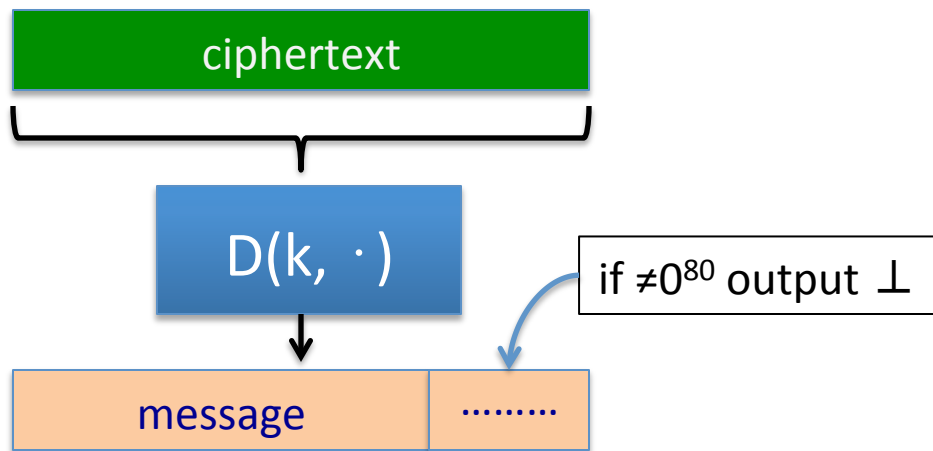 ciphertext
D(k, · )
if ≠0⁸⁰ output ⊥
message
………